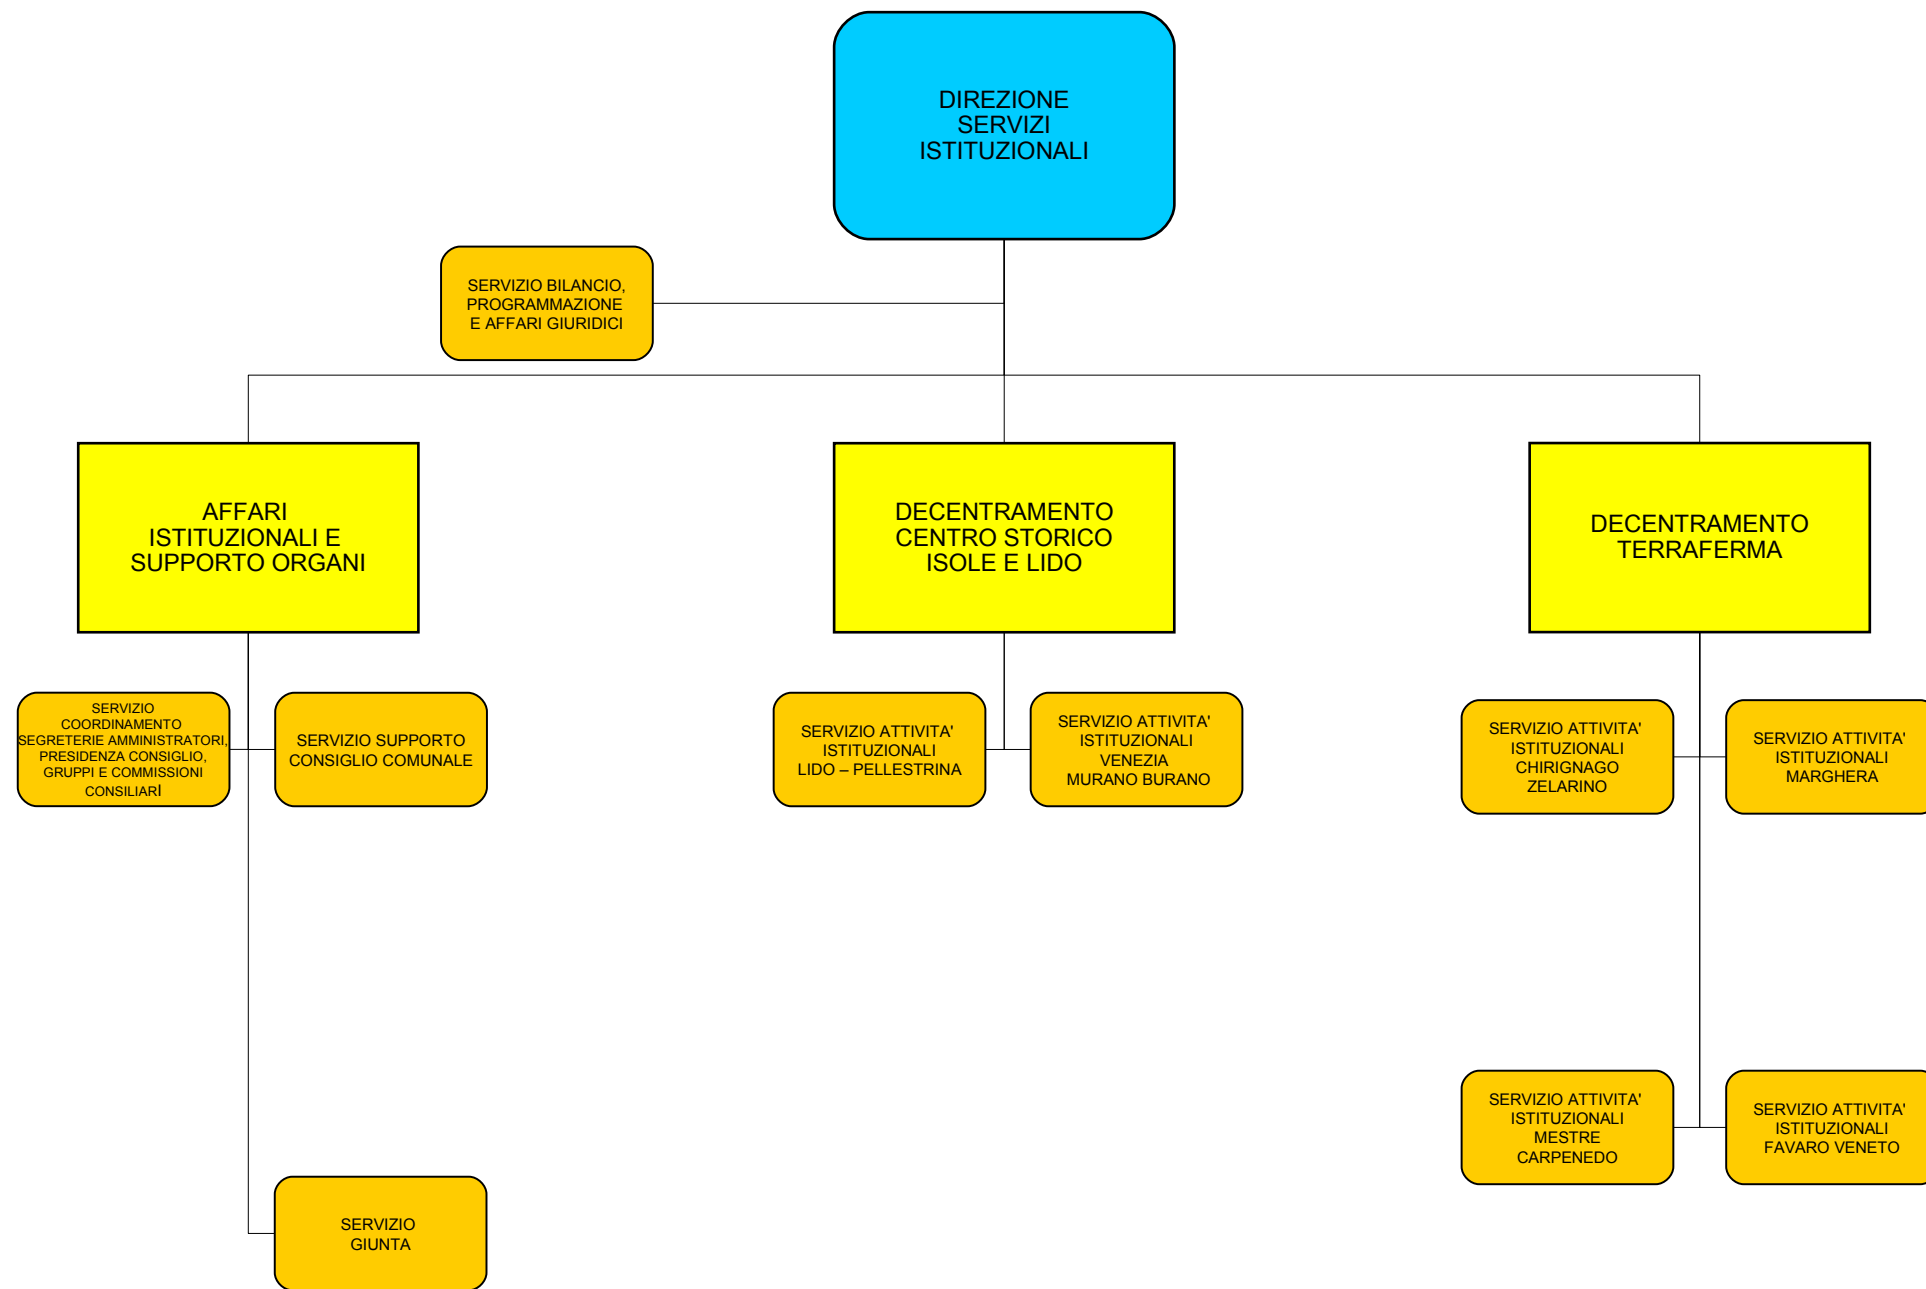 DIREZIONE
SERVIZI
ISTITUZIONALI
SERVIZIO BILANCIO,
PROGRAMMAZIONE
E AFFARI GIURIDICI
AFFARI
ISTITUZIONALI E
SUPPORTO ORGANI
DECENTRAMENTO
CENTRO STORICO
ISOLE E LIDO
DECENTRAMENTO
TERRAFERMA
SERVIZIO
COORDINAMENTO
SEGRETERIE AMMINISTRATORI,
PRESIDENZA CONSIGLIO,
GRUPPI E COMMISSIONI
CONSILIARI
SERVIZIO SUPPORTO
CONSIGLIO COMUNALE
SERVIZIO ATTIVITA'
ISTITUZIONALI
LIDO – PELLESTRINA
SERVIZIO ATTIVITA'
ISTITUZIONALI
VENEZIA
MURANO BURANO
SERVIZIO ATTIVITA'
ISTITUZIONALI
CHIRIGNAGO
ZELARINO
SERVIZIO ATTIVITA'
ISTITUZIONALI
MARGHERA
SERVIZIO ATTIVITA'
ISTITUZIONALI
MESTRE
CARPENEDO
SERVIZIO ATTIVITA'
ISTITUZIONALI
FAVARO VENETO
SERVIZIO
GIUNTA